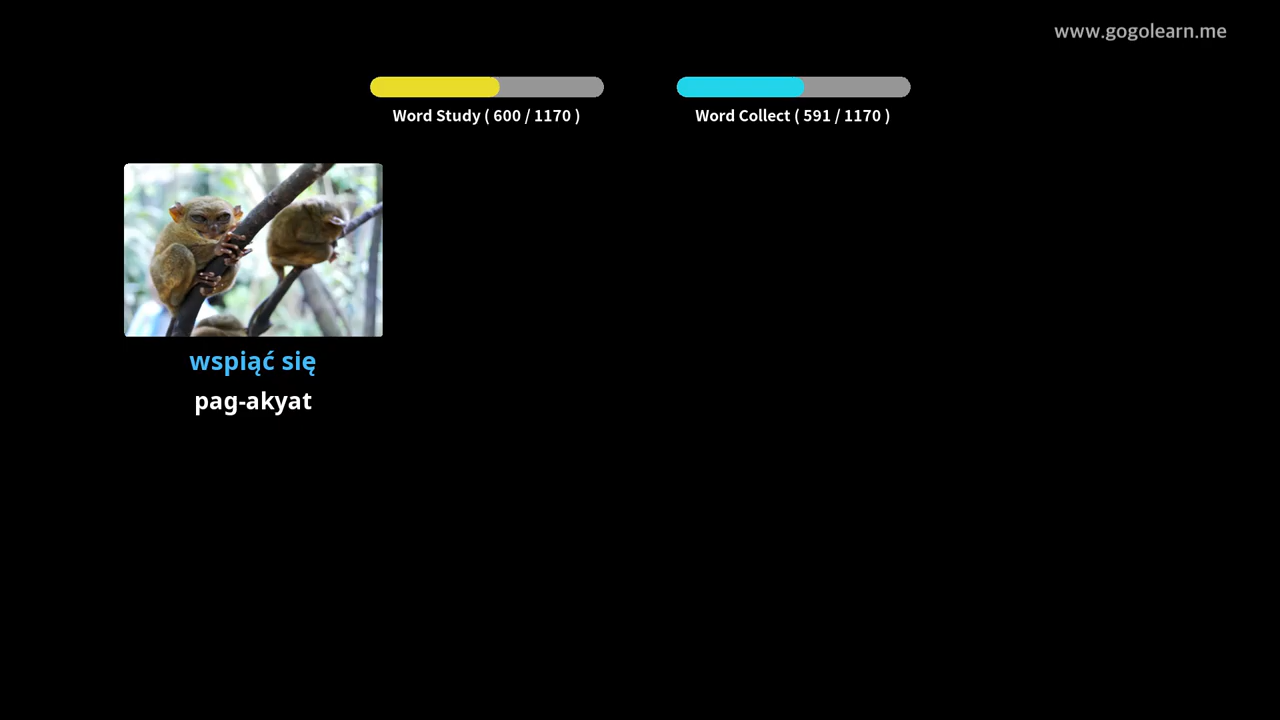 www.gogolearn.me
Word Study ( 600 / 1170 )
Word Collect ( 591 / 1170 )
wspiąć się
pag-akyat